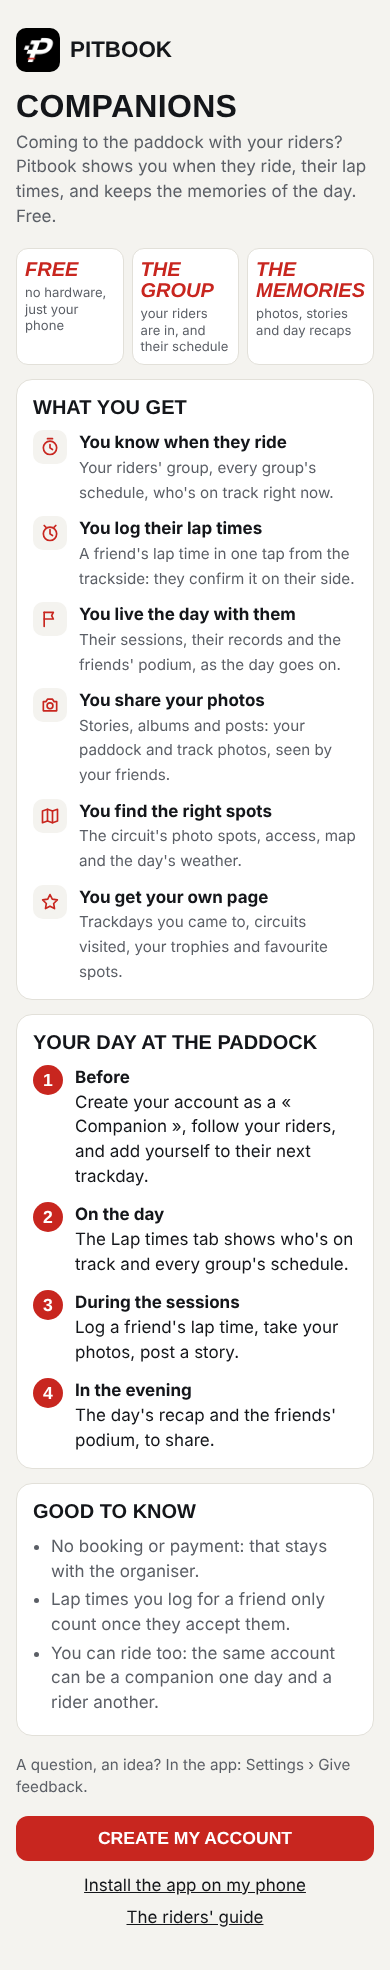 PITBOOK
COMPANIONS
Coming to the paddock with your riders?
Pitbook shows you when they ride, their lap
times, and keeps the memories of the day.
Free.
FREE
no hardware,
just your
phone
THE
GROUP
your riders
are in, and
their schedule
THE
MEMORIES
photos, stories
and day recaps
WHAT YOU GET
You know when they ride
Your riders' group, every group's
schedule, who's on track right now.
You log their lap times
A friend's lap time in one tap from the
trackside: they confirm it on their side.
You live the day with them
Their sessions, their records and the
friends' podium, as the day goes on.
You share your photos
Stories, albums and posts: your
paddock and track photos, seen by
your friends.
You find the right spots
The circuit's photo spots, access, map
and the day's weather.
You get your own page
Trackdays you came to, circuits
visited, your trophies and favourite
spots.
YOUR DAY AT THE PADDOCK
1 Before
Create your account as a «
Companion », follow your riders,
and add yourself to their next
trackday.
2 On the day
The Lap times tab shows who's on
track and every group's schedule.
3 During the sessions
Log a friend's lap time, take your
photos, post a story.
4 In the evening
The day's recap and the friends'
podium, to share.
GOOD TO KNOW
• No booking or payment: that stays
with the organiser.
• Lap times you log for a friend only
count once they accept them.
• You can ride too: the same account
can be a companion one day and a
rider another.
A question, an idea? In the app: Settings › Give
feedback.
CREATE MY ACCOUNT
Install the app on my phone
The riders' guide